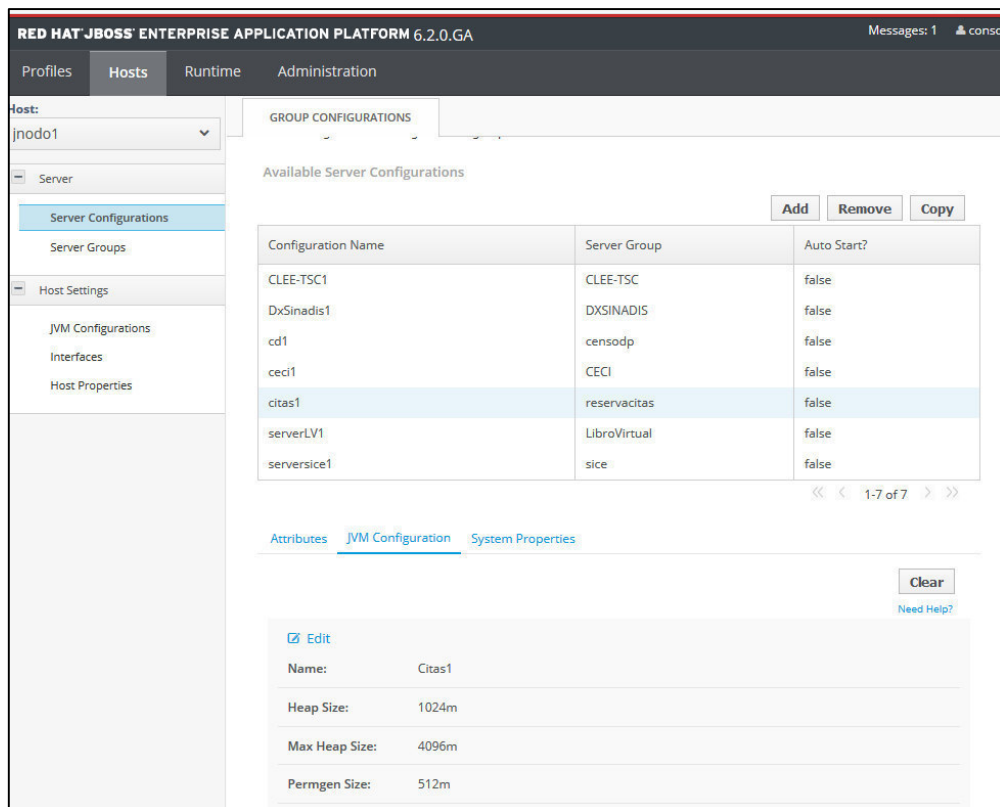 RED HAT JBOSS ENTERPRISE APPLICATION PLATFORM 6.2.0.GA
Messages: 1
Profiles Hosts Runtime Administration
Host:
jnodo1
GROUP CONFIGURATIONS
Available Server Configurations
Server
Server Configurations
Server Groups
Host Settings
JVM Configurations
Interfaces
Host Properties
Add Remove Copy
Configuration Name Server Group Auto Start?
CLEE-TSC1 CLEE-TSC false
DxSinadis1 DXSINADIS false
cd1 censodp false
ceci1 CECI false
citas1 reservacitas false
serverLV1 LibroVirtual false
serversice1 sice false
1-7 of 7
Attributes JVM Configuration System Properties
Clear
Need Help?
Edit
Name: Citas1
Heap Size: 1024m
Max Heap Size: 4096m
Permgen Size: 512m